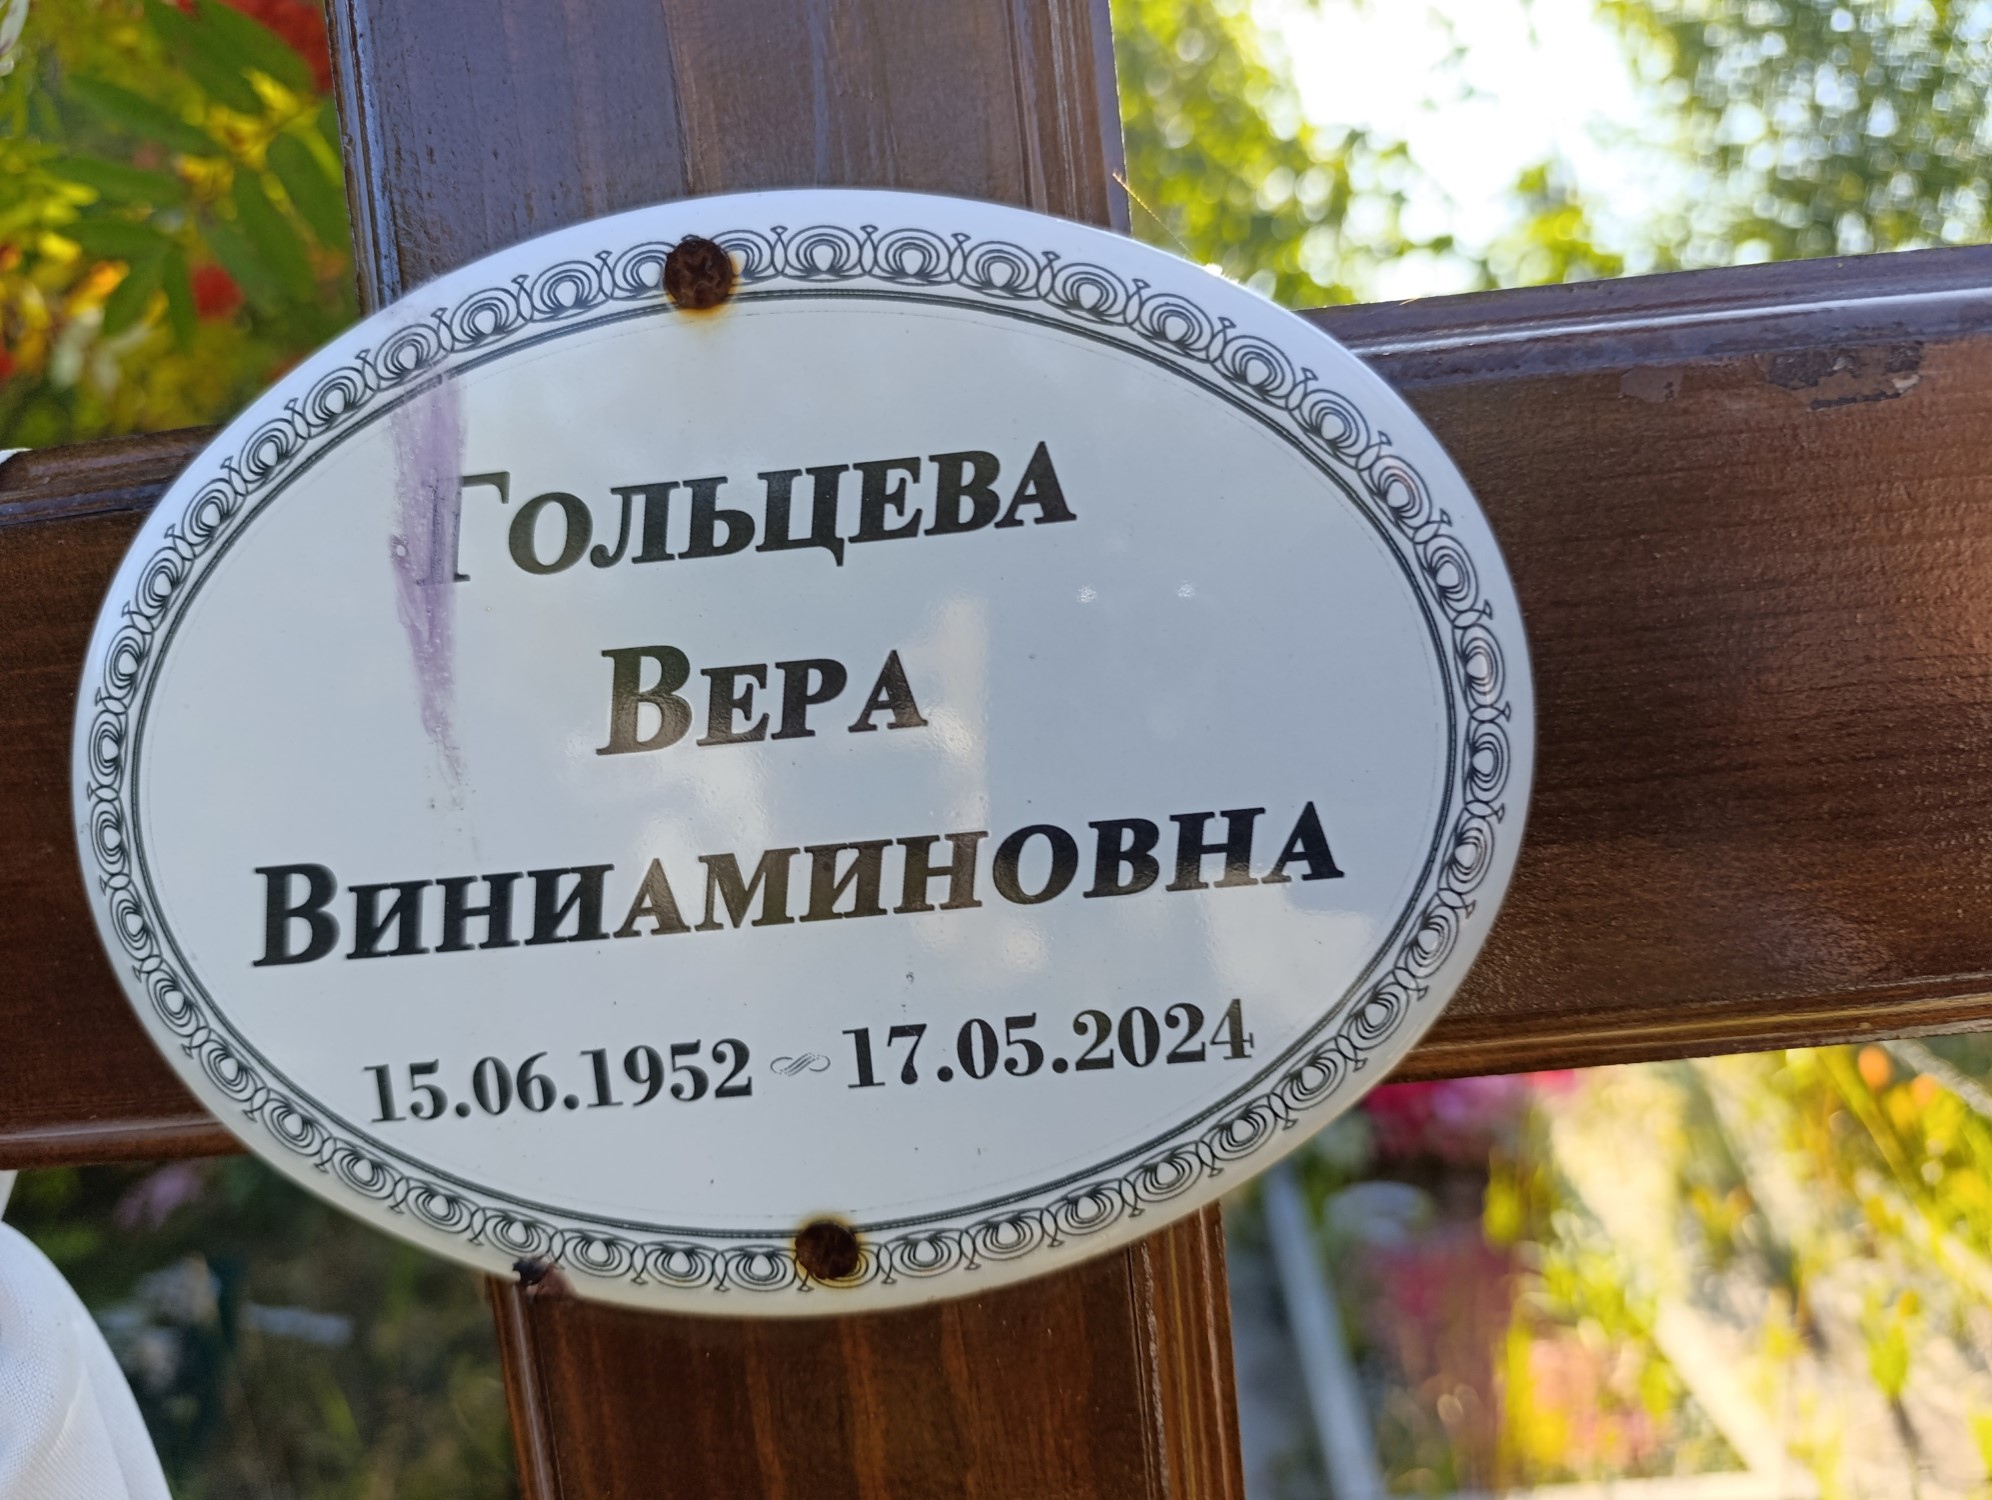 Гольцева
Вера
Виниаминовна
15.06.1952 ~ 17.05.2024